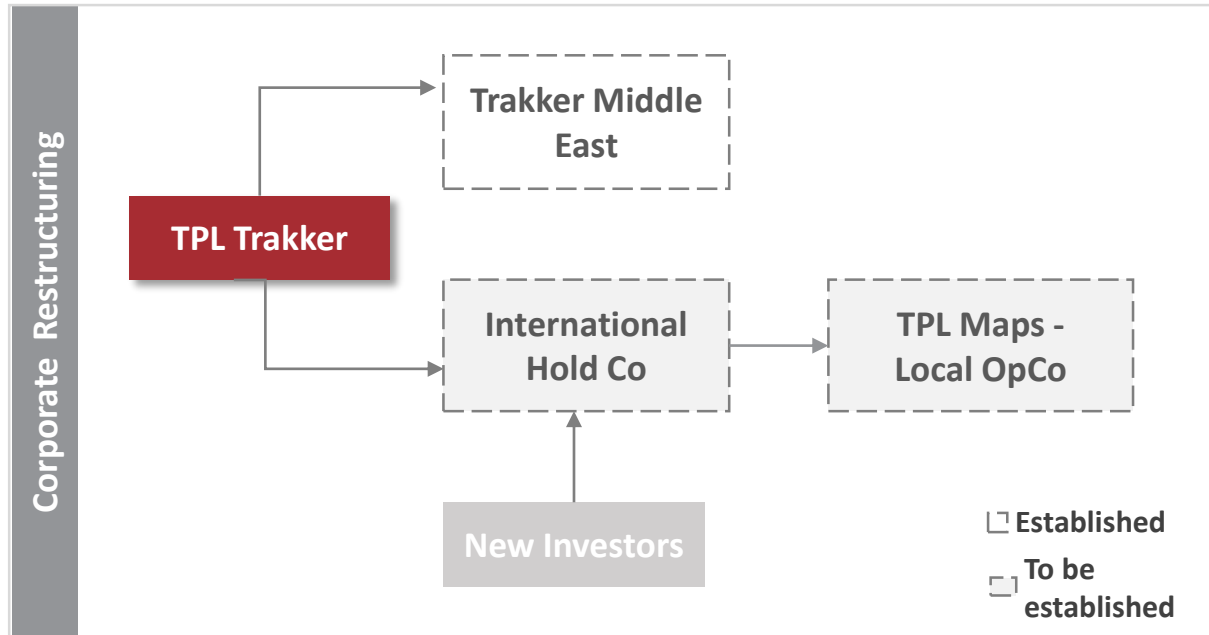 Corporate Restructuring
Trakker Middle
East
TPL Trakker
International
Hold Co
TPL Maps -
Local OpCo
New Investors
Established
To be
established